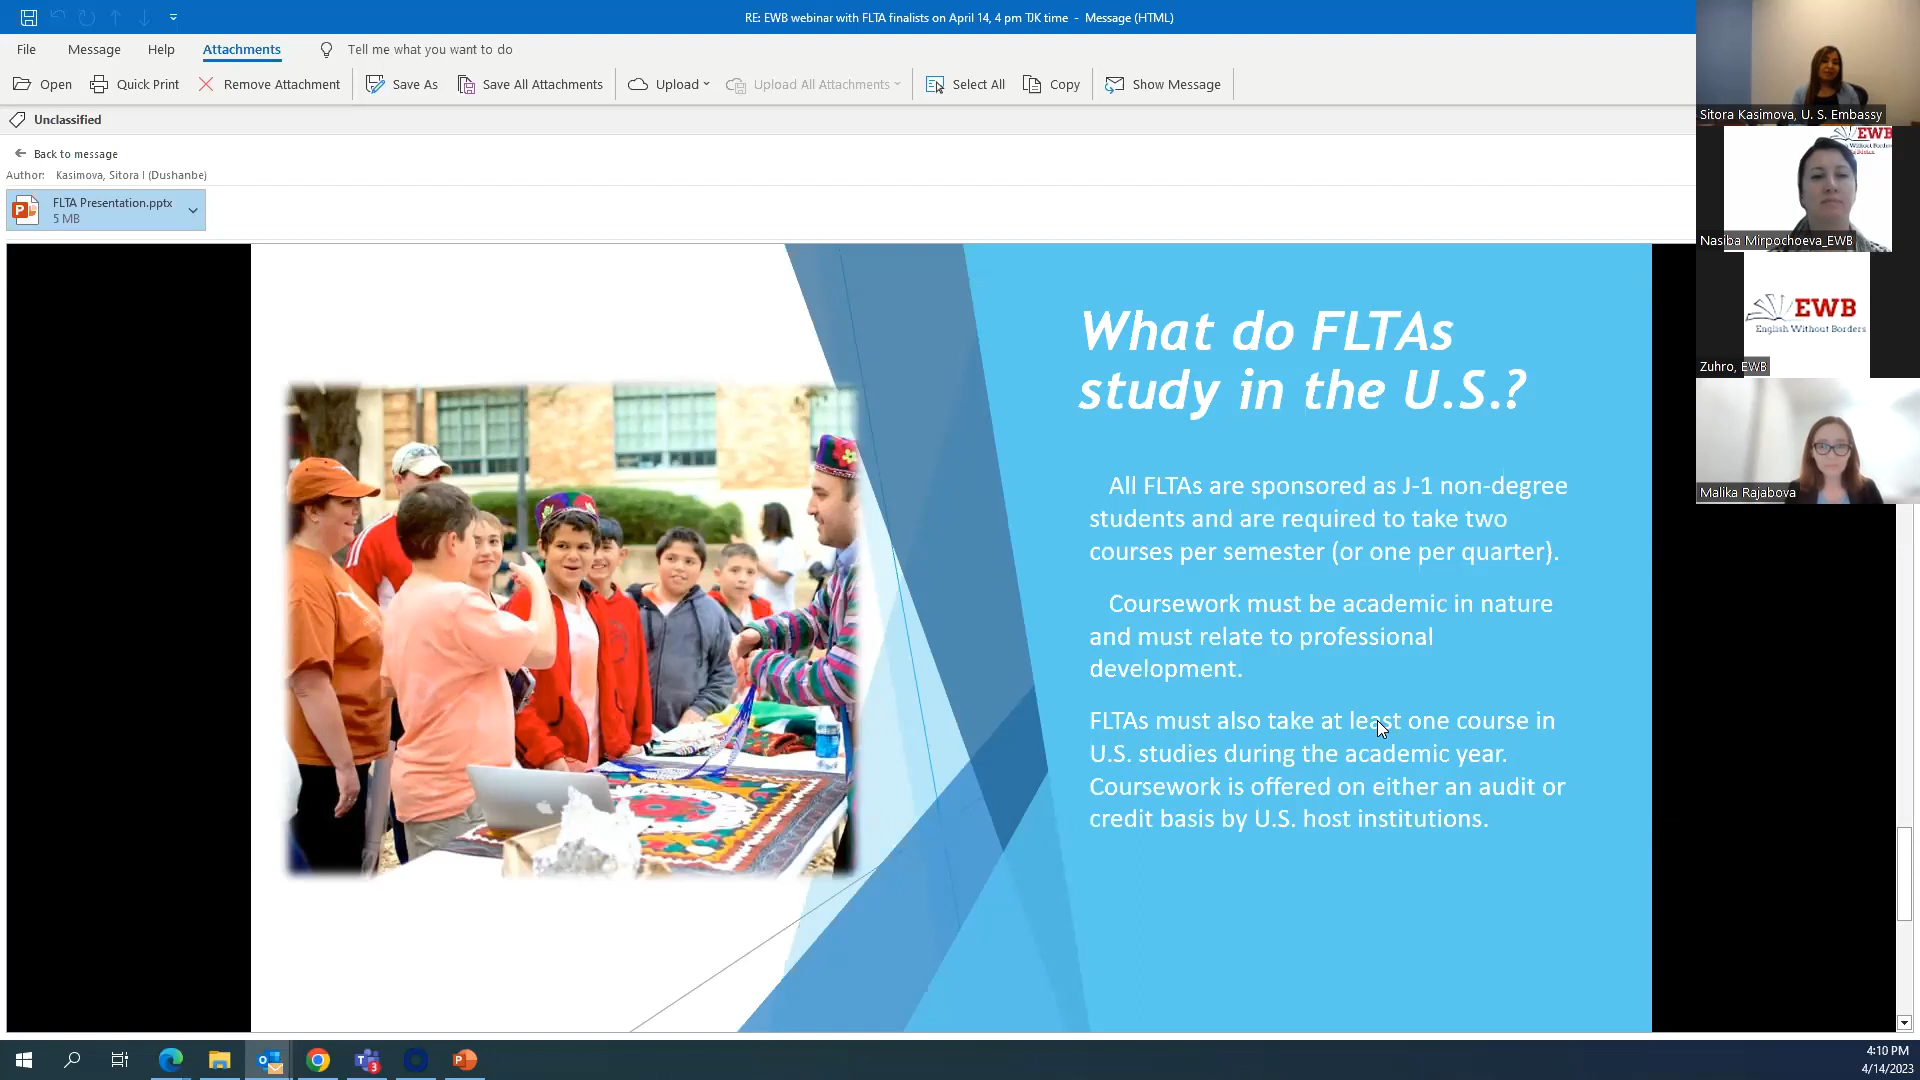 RE: EWB webinar with FLTA finalists on April 14, 4 pm TJK time - Message (HTML)
File Message Help Attachments Tell me what you want to do
Open Quick Print Remove Attachment Save As Save All Attachments Upload Upload All Attachments Select All Copy Show Message
Unclassified
Back to message
Author: Kasimova, Sitora I (Dushanbe)
FLTA Presentation.pptx
5 MB
What do FLTAs
study in the U.S.?
All FLTAs are sponsored as J-1 non-degree
students and are required to take two
courses per semester (or one per quarter).
Coursework must be academic in nature
and must relate to professional
development.
FLTAs must also take at least one course in
U.S. studies during the academic year.
Coursework is offered on either an audit or
credit basis by U.S. host institutions.
Sitora Kasimova, U. S. Embassy
EWB
Nasiba Mirpochoeva_EWB
EWB
English Without Borders
Zuhro, EWB
Malika Rajabova
3
4:10 PM
4/14/2023